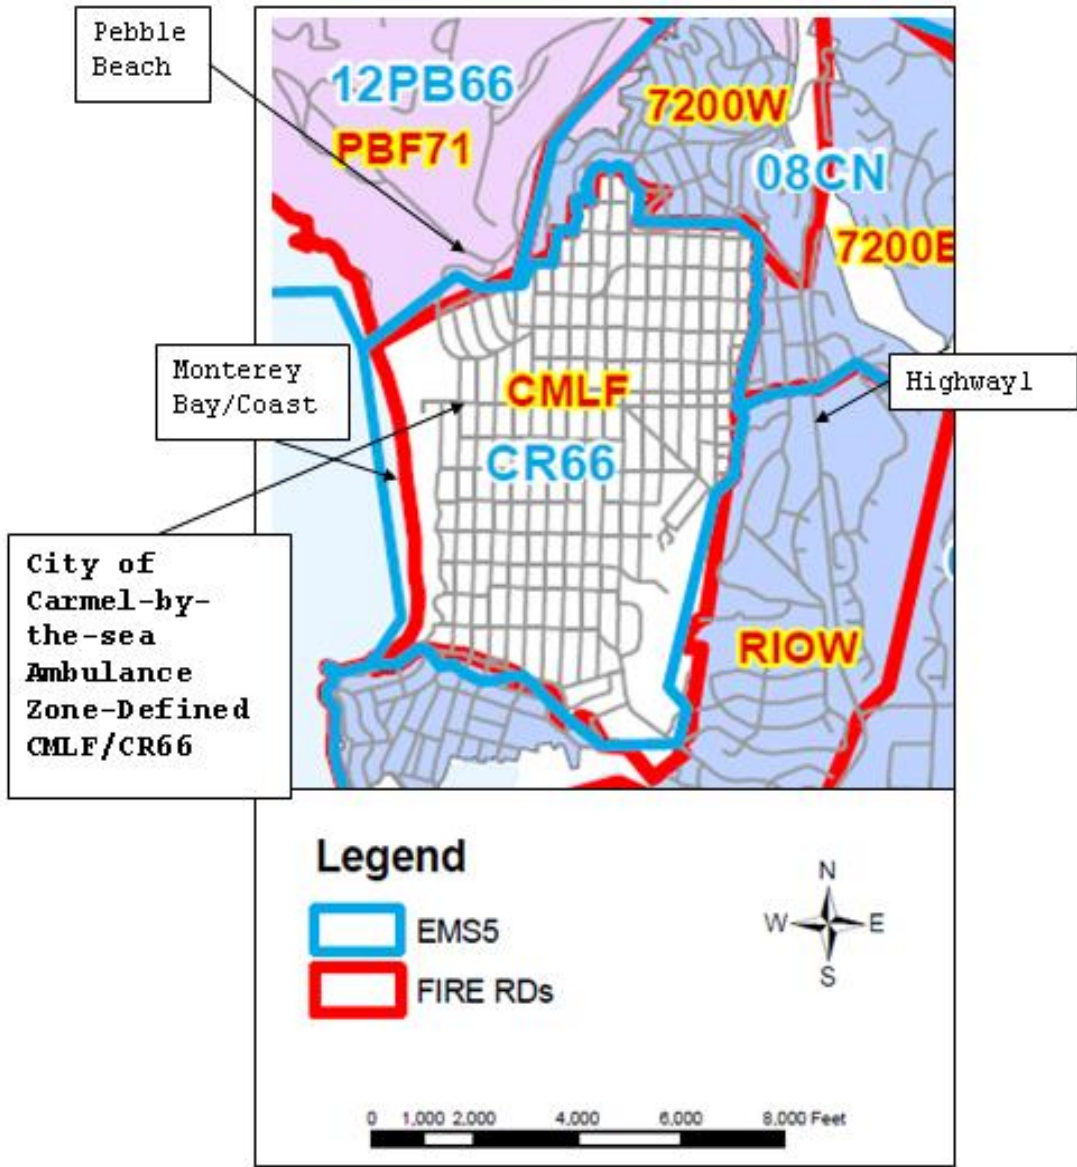 Pebble
Beach
12PB66
PBF71
7200W
08CN
7200E
Monterey
Bay/Coast
CMLF
CR66
Highway1
City of
Carmel-by-
the-sea
Ambulance
Zone-Defined
CMLF/CR66
RIOW
Legend
EMS5
FIRE RDs
N
W E
S
0 1,000 2,000 4,000 6,000 8,000 Feet